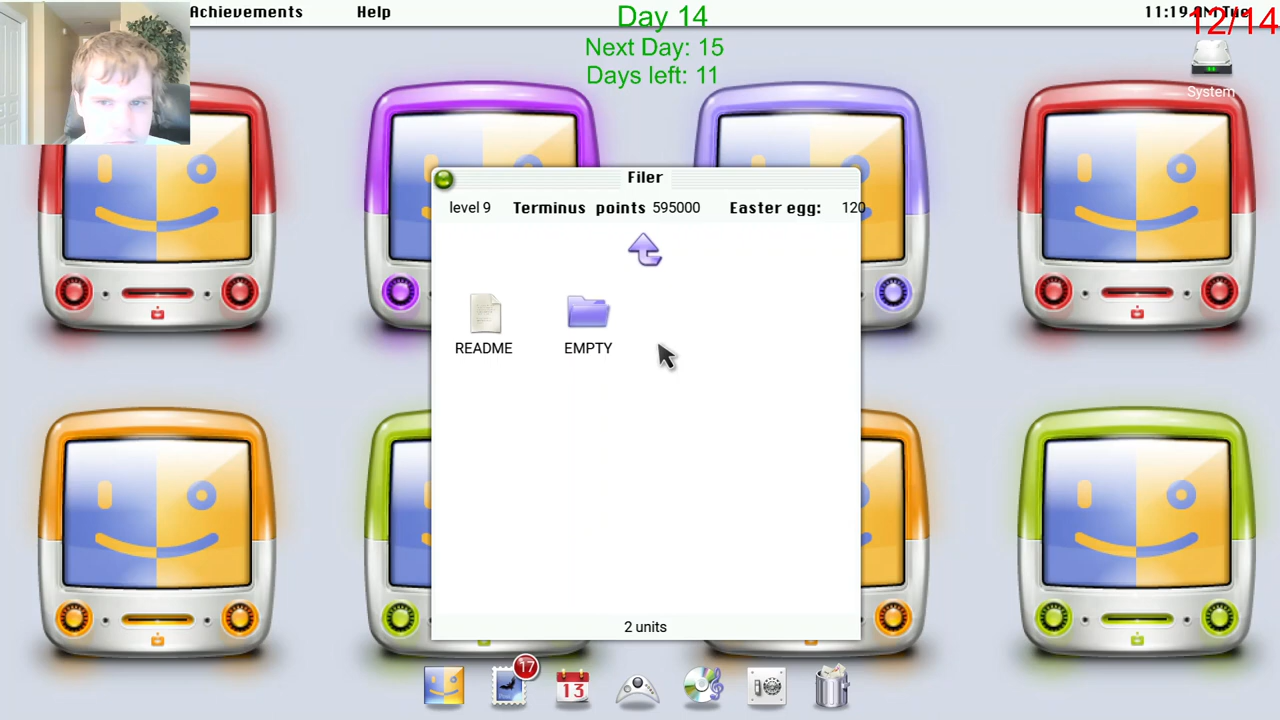 Achievements Help
Day 14
11:19 AM Tue
12/14
Next Day: 15
Days left: 11
System
Filer
level 9 Terminus points 595000 Easter egg: 120
README EMPTY
2 units
17
13